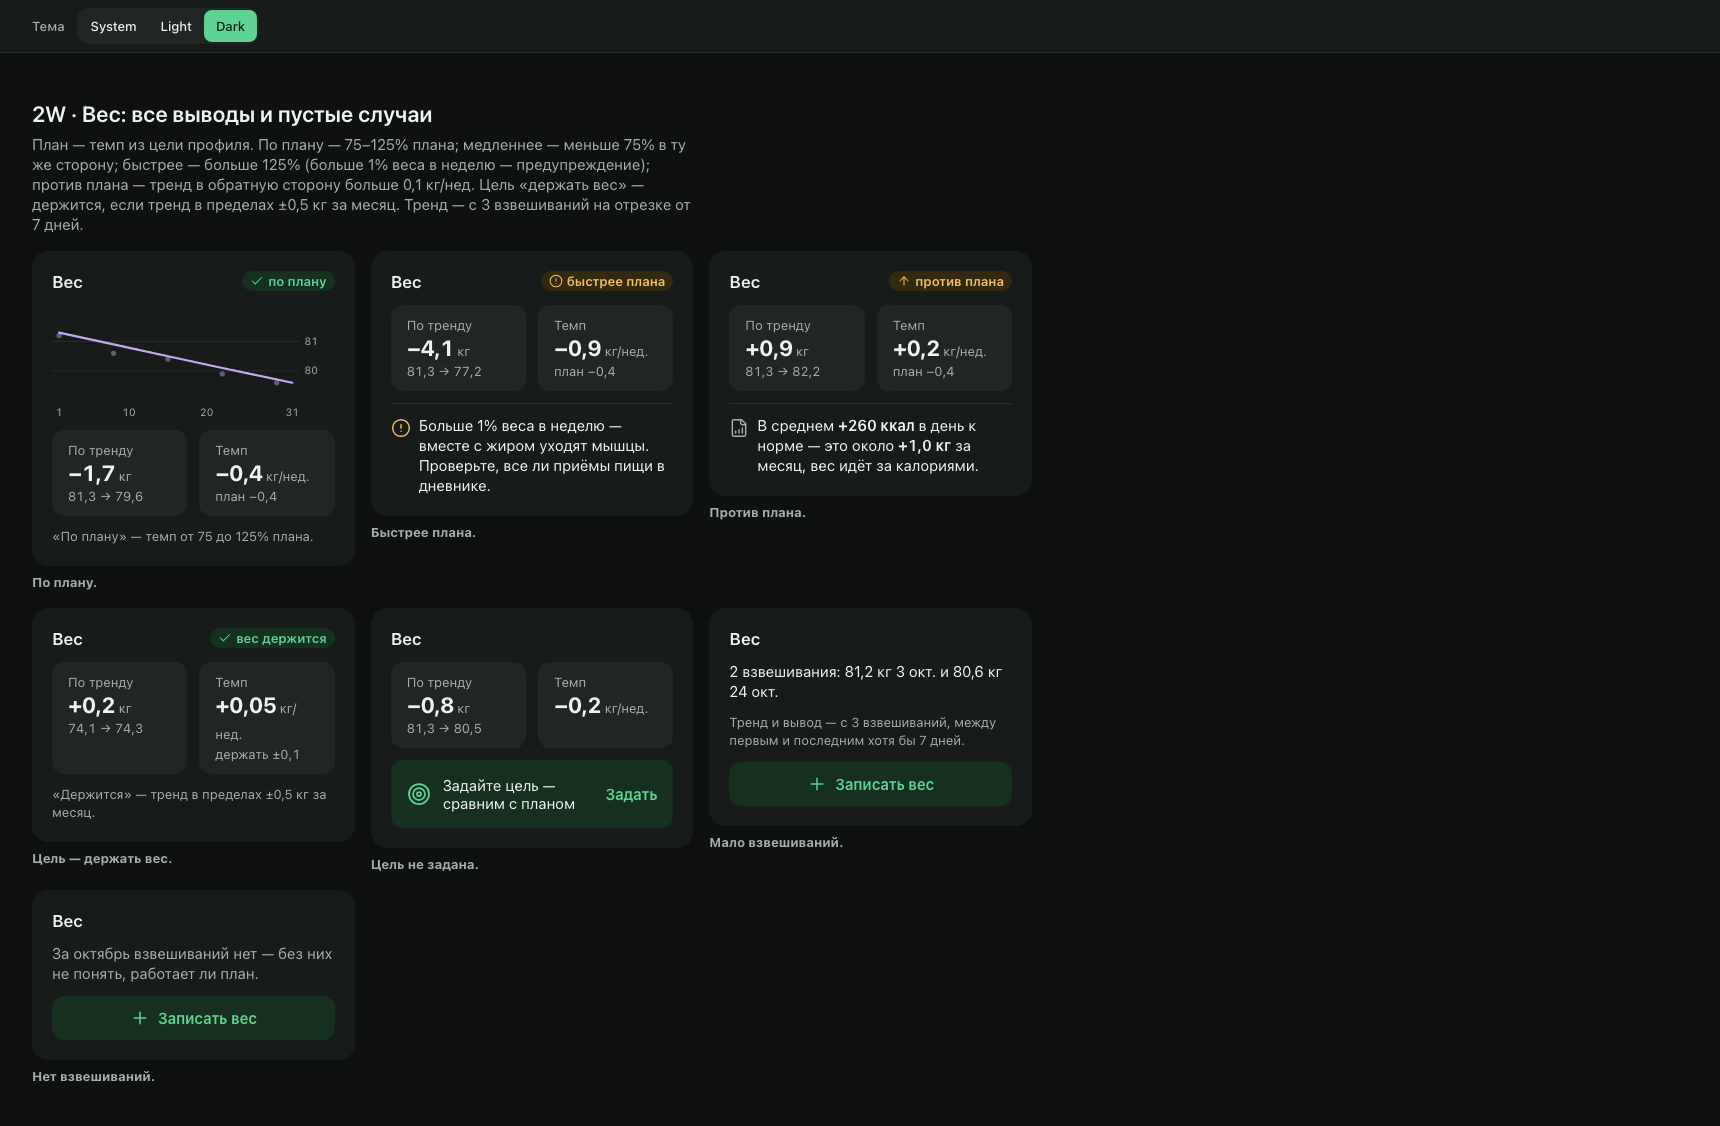 Тема System Light Dark
2W · Вес: все выводы и пустые случаи
План — темп из цели профиля. По плану — 75–125% плана; медленнее — меньше 75% в ту
же сторону; быстрее — больше 125% (больше 1% веса в неделю — предупреждение);
против плана — тренд в обратную сторону больше 0,1 кг/нед. Цель «держать вес» —
держится, если тренд в пределах ±0,5 кг за месяц. Тренд — с 3 взвешиваний на отрезке от
7 дней.
Вес
по плану
81
80
1 10 20 31
По тренду
−1,7 кг
81,3 → 79,6
Темп
−0,4 кг/нед.
план −0,4
«По плану» — темп от 75 до 125% плана.
По плану.
Вес
быстрее плана
По тренду
−4,1 кг
81,3 → 77,2
Темп
−0,9 кг/нед.
план −0,4
Больше 1% веса в неделю —
вместе с жиром уходят мышцы.
Проверьте, все ли приёмы пищи в
дневнике.
Быстрее плана.
Вес
против плана
По тренду
+0,9 кг
81,3 → 82,2
Темп
+0,2 кг/нед.
план −0,4
В среднем +260 ккал в день к
норме — это около +1,0 кг за
месяц, вес идёт за калориями.
Против плана.
Вес
вес держится
По тренду
+0,2 кг
74,1 → 74,3
Темп
+0,05 кг/
нед.
держать ±0,1
«Держится» — тренд в пределах ±0,5 кг за
месяц.
Цель — держать вес.
Вес
По тренду
−0,8 кг
81,3 → 80,5
Темп
−0,2 кг/нед.
Задайте цель —
сравним с планом
Задать
Цель не задана.
Вес
2 взвешивания: 81,2 кг 3 окт. и 80,6 кг
24 окт.
Тренд и вывод — с 3 взвешиваний, между
первым и последним хотя бы 7 дней.
Записать вес
Мало взвешиваний.
Вес
За октябрь взвешиваний нет — без них
не понять, работает ли план.
Записать вес
Нет взвешиваний.